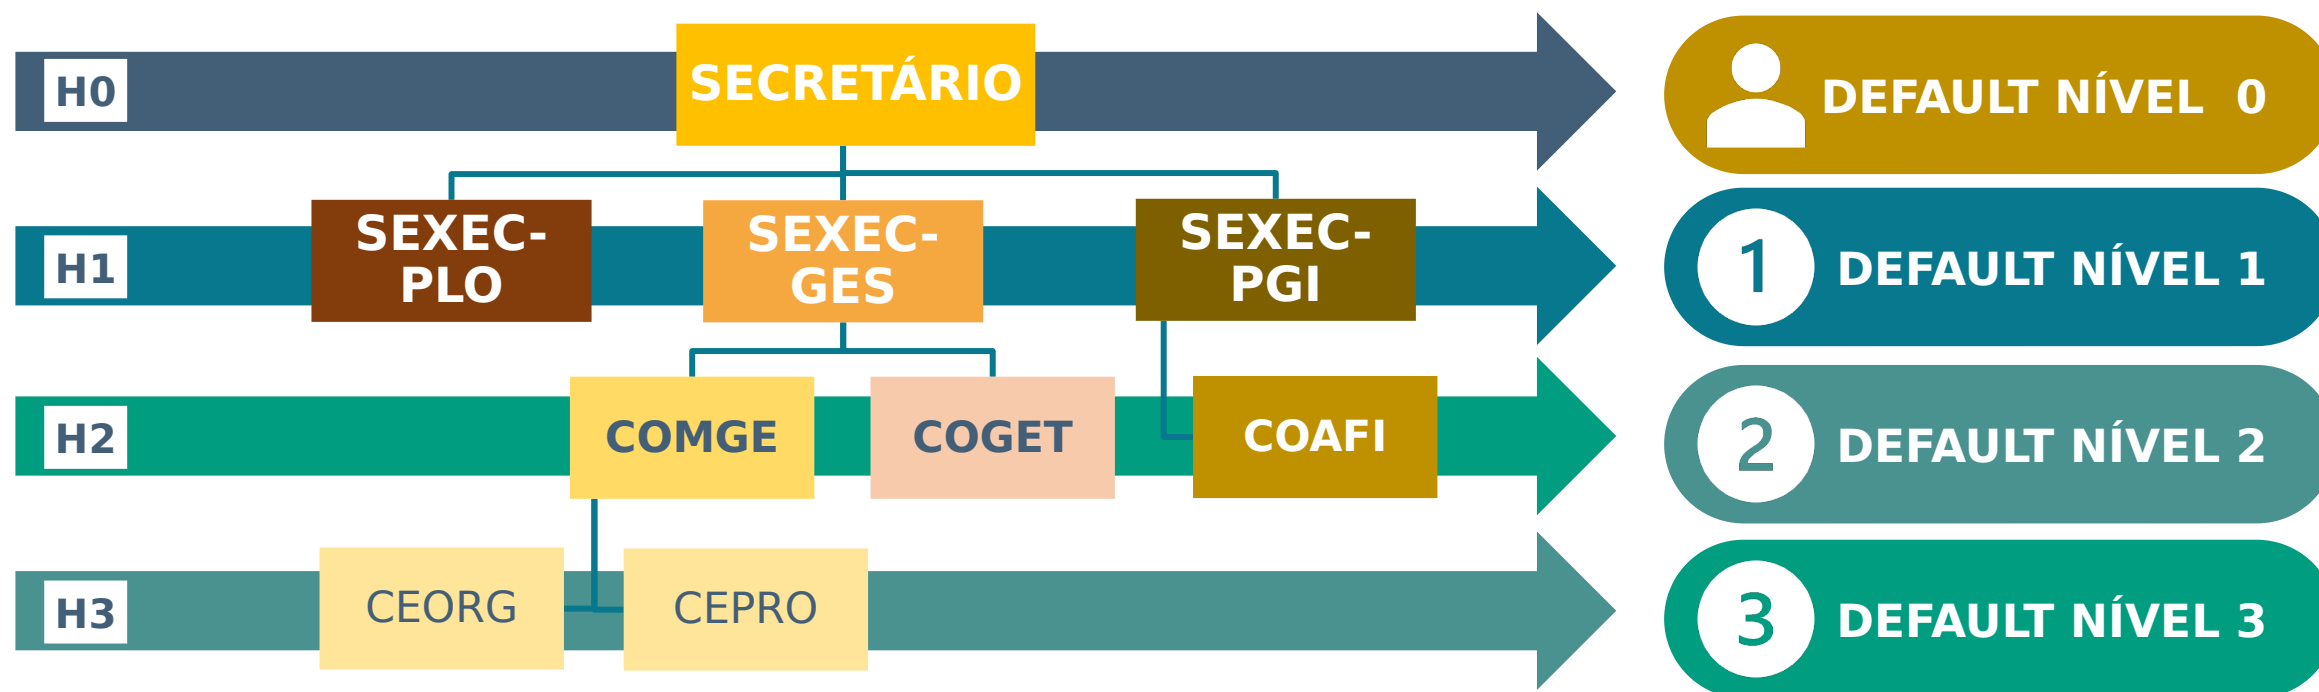 H0
SECRETÁRIO
DEFAULT NÍVEL 0
H1
SEXEC-
PLO
SEXEC-
GES
SEXEC-
PGI
1
DEFAULT NÍVEL 1
H2
COMGE
COGET
COAFI
2
DEFAULT NÍVEL 2
H3
CEORG
CEPRO
3
DEFAULT NÍVEL 3